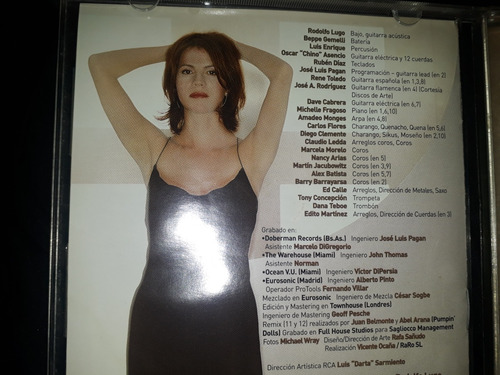 Rodolfo Lugo Bajo, guitarra acústica
Beppe Gemelli Batería
Luis Enrique Percusión
Oscar "Chino" Asencio Guitarra eléctrica y 12 cuerdas
Rubén Díaz Teclados
José Luis Pagan Programación - guitarra lead (en 2)
Rene Toledo Guitarra española (en 1,3,8)
José A. Rodriguez Guitarra flamenca (en 4) (Cortesía
Discos de Arte)
Dave Cabrera Guitarra eléctrica (en 6,7)
Michelle Fragoso Piano (en 1,6,10)
Amadeo Monges Arpa (en 4,8)
Carlos Flores Charango, Quenacho, Quena (en 5,6)
Diego Clemente Charango, Sikus, Moseño (en 2,10)
Claudio Ledda Arreglos coros, Coros
Marcela Morelo Coros
Nancy Arias Coros (en 5)
Martín Jacubowitz Coros (en 3,9)
Alex Batista Coros (en 5,7)
Barry Barrayarsa Coros (en 2)
Ed Calle Arreglos, Dirección de Metales, Saxo
Tony Concepción Trompeta
Dana Teboe Trombón
Edito Martinez Arreglos, Dirección de Cuerdas (en 3)
Grabado en:
•Doberman Records (Bs.As.) Ingeniero José Luis Pagan
Asistente Marcelo DiGregorio
•The Warehouse (Miami) Ingeniero John Thomas
Asistente Norman
•Ocean V.U. (Miami) Ingeniero Victor DiPersia
•Eurosonic (Madrid) Ingeniero Alberto Pinto
Operador ProTools Fernando Villar
Mezclado en Eurosonic Ingeniero de Mezcla César Sogbe
Edición y Mastering en Townhouse (Londres)
Ingeniero de Mastering Geoff Pesche
Remix (11 y 12) realizados por Juan Belmonte y Abel Arana (Pumpin'
Dolls) Grabado en Full House Studios para Sagliocco Management
Fotos Michael Wray Diseño/Dirección de Arte Rafa Sañudo
Realización Vicente Ocaña / RaRo SL
Dirección Artística RCA Luis "Darta" Sarmiento